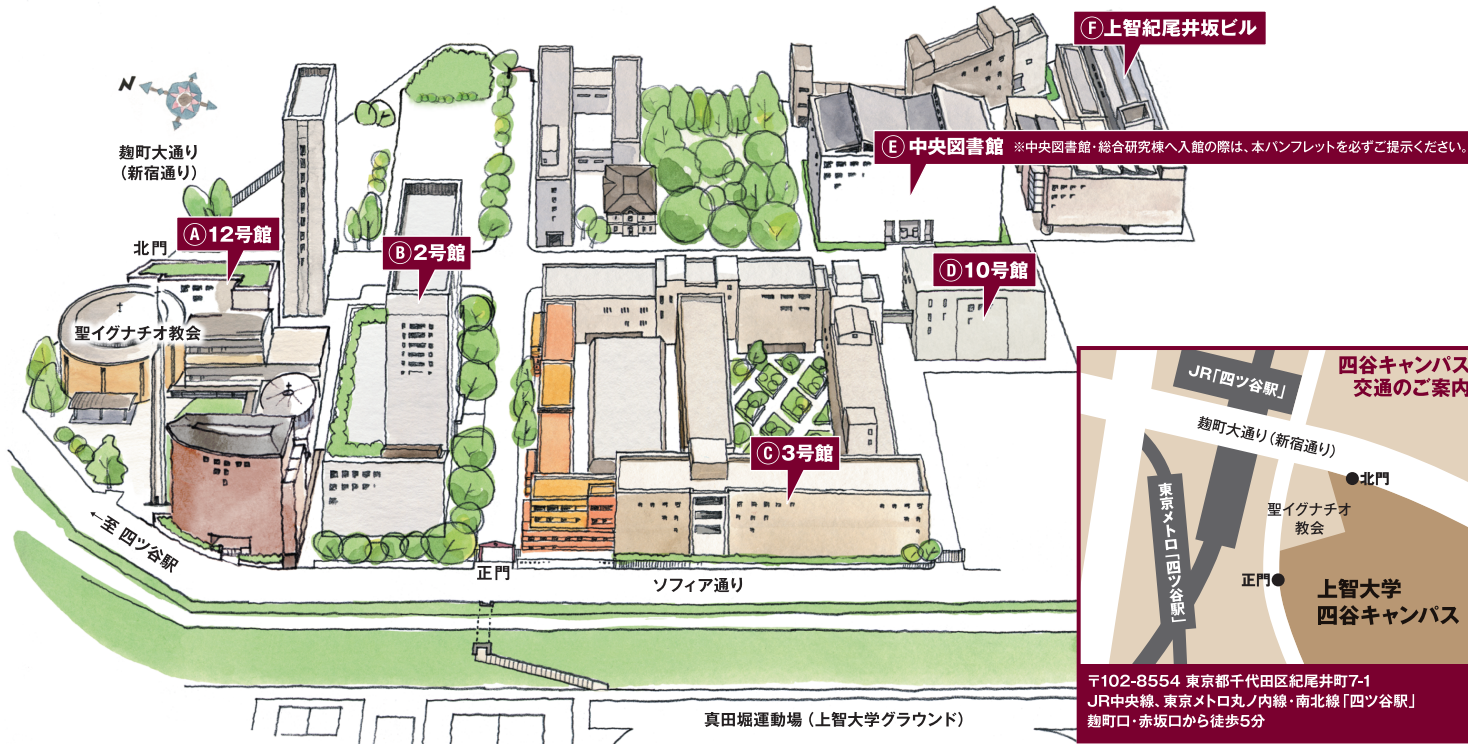 Ⓕ上智紀尾井坂ビル
N
麹町大通り
（新宿通り）
Ⓔ中央図書館 ※中央図書館・総合研究棟へ入館の際は、本パンフレットを必ずご提示ください。
北門
Ⓐ12号館
Ⓑ2号館
Ⓓ10号館
聖イグナチオ教会
Ⓒ3号館
←至 四ツ谷駅
正門
ソフィア通り
真田堀運動場（上智大学グラウンド）
四谷キャンパス
交通のご案内
JR「四ツ谷駅」
麹町大通り（新宿通り）
北門
東京メトロ「四ツ谷駅」
聖イグナチオ
教会
正門
上智大学
四谷キャンパス
〒102-8554 東京都千代田区紀尾井町7-1
JR中央線、東京メトロ丸ノ内線・南北線「四ツ谷駅」
麹町口・赤坂口から徒歩5分